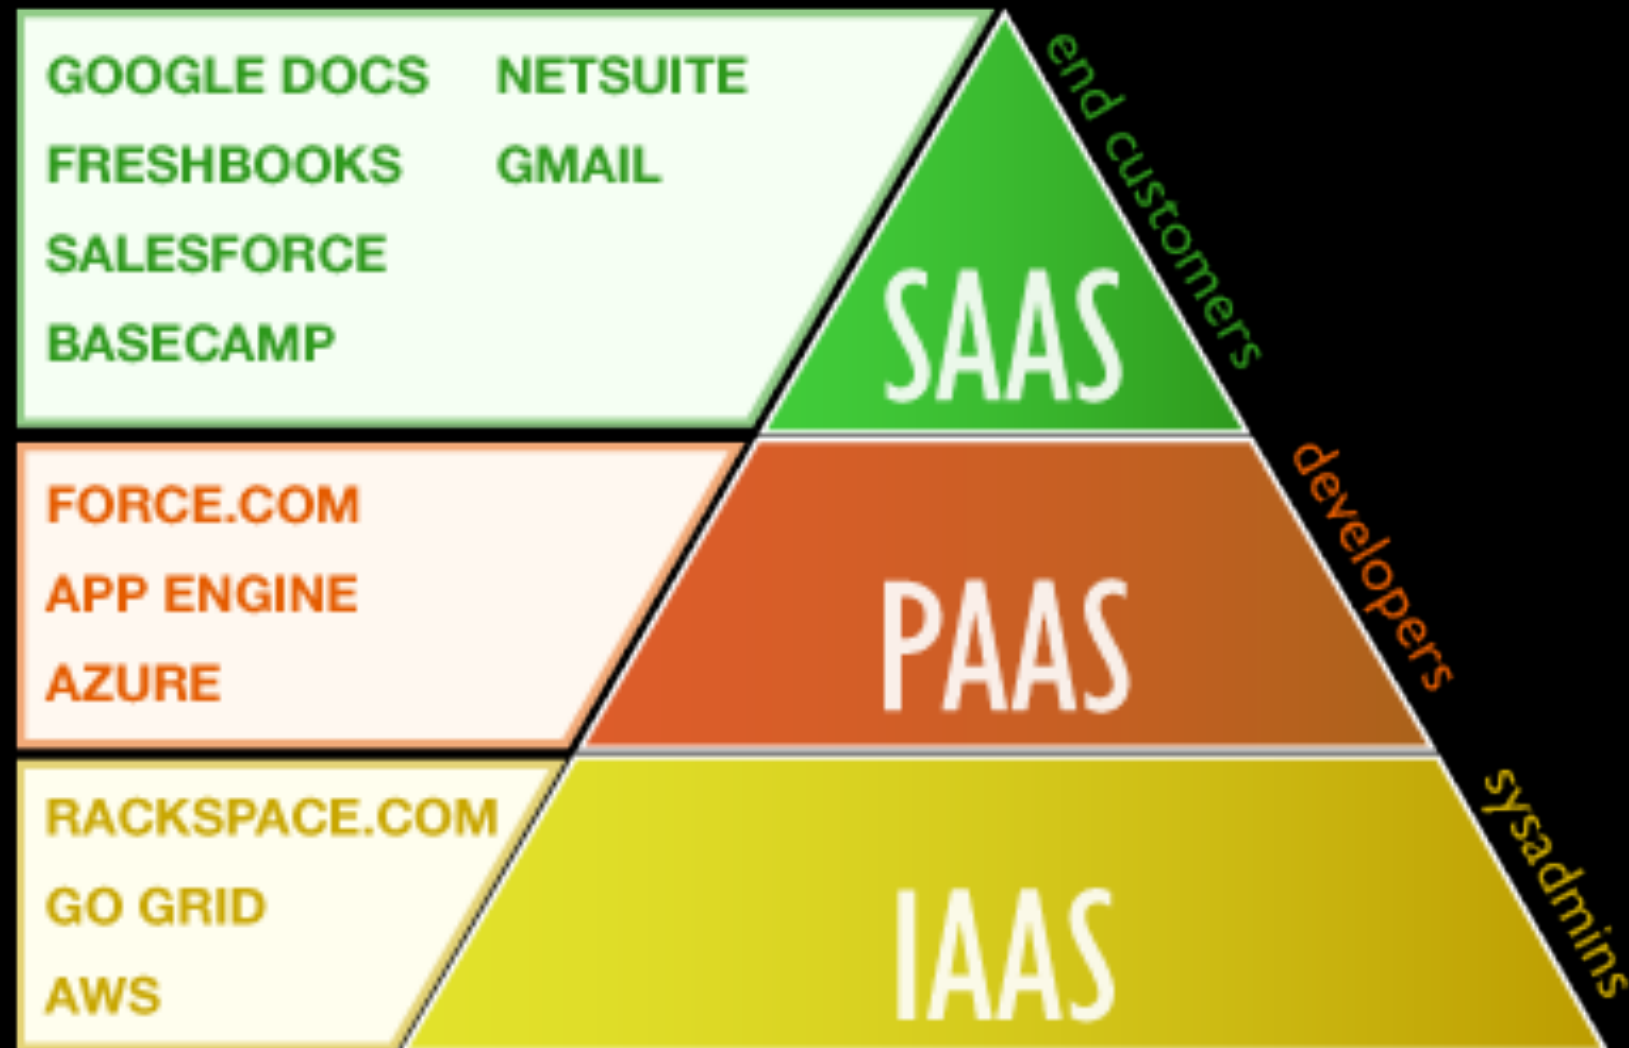 GOOGLE DOCS NETSUITE
FRESHBOOKS GMAIL
SALESFORCE
BASECAMP
SAAS
end customers
FORCE.COM
APP ENGINE
AZURE
PAAS
developers
RACKSPACE.COM
GO GRID
AWS
IAAS
sysadmins